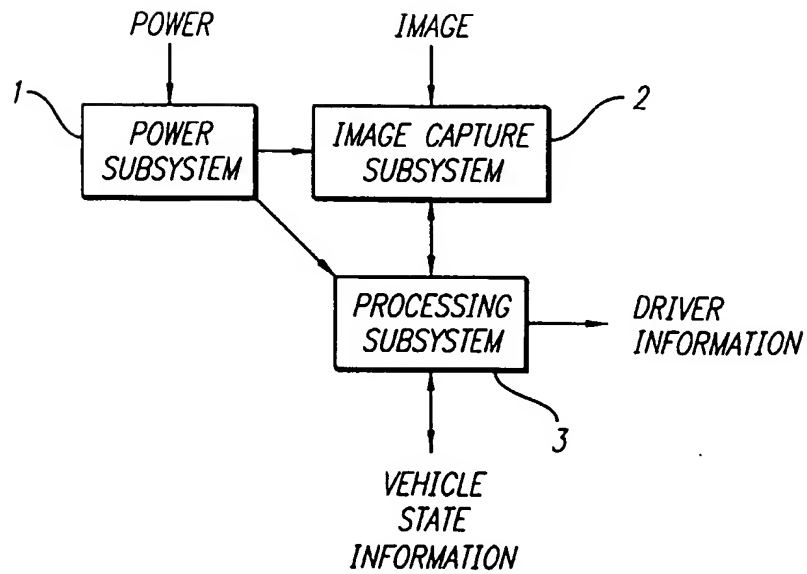 POWER
IMAGE
1
POWER
SUBSYSTEM
IMAGE CAPTURE
SUBSYSTEM
2
PROCESSING
SUBSYSTEM
DRIVER
INFORMATION
3
VEHICLE
STATE
INFORMATION